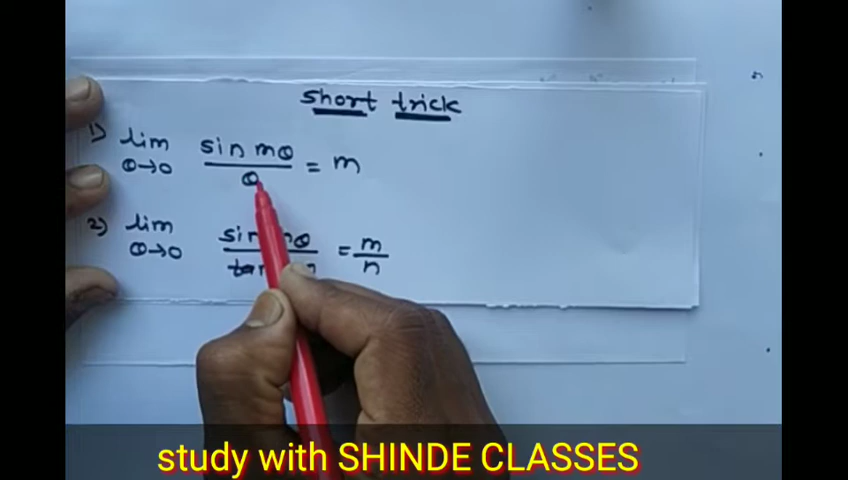 short trick
1) lim sin mθ
θ→0 θ = m
2) lim
θ→0 = m
n
study with SHINDE CLASSES